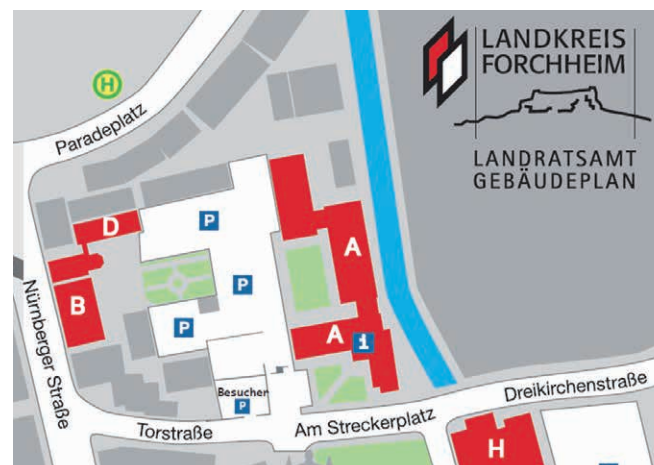 LANDKREIS
FORCHHEIM
LANDRATSAMT
GEBÄUDEPLAN
H
Paradeplatz
D
P
A
P
B
P
A
i
Nürnberger Straße
Besucher
P
Dreikirchenstraße
Torstraße
Am Streckerplatz
H